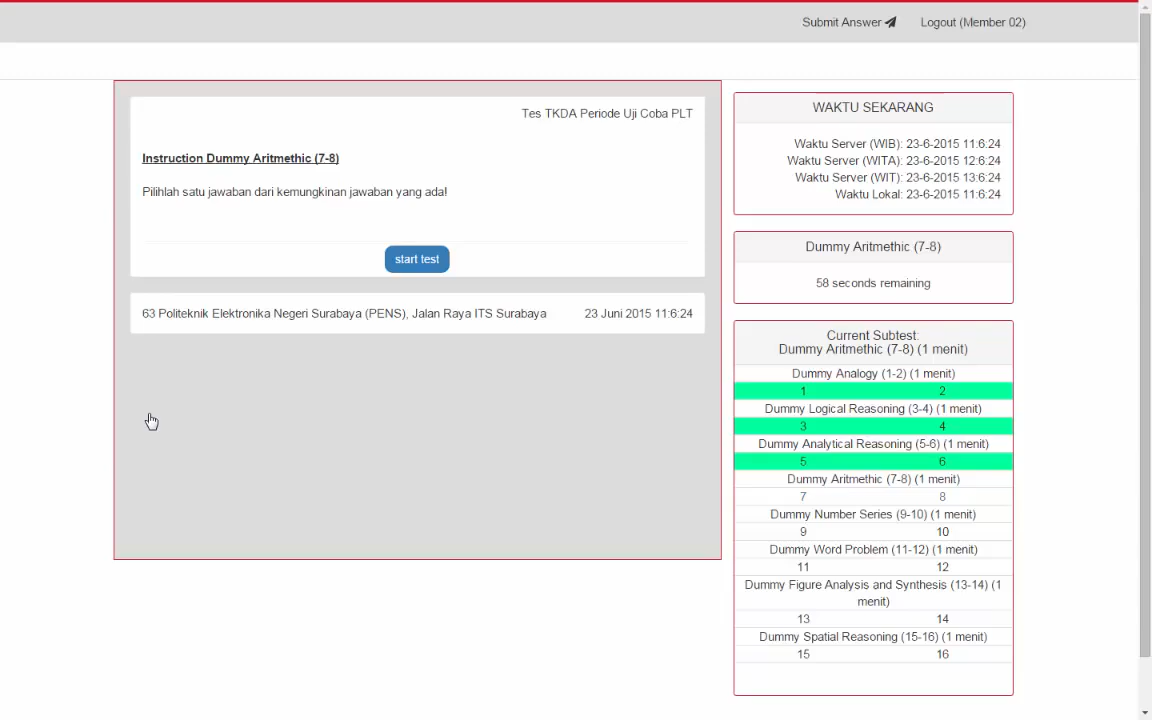 Submit Answer
Logout (Member 02)
Tes TKDA Periode Uji Coba PLT
Instruction Dummy Aritmethic (7-8)
Pilihlah satu jawaban dari kemungkinan jawaban yang ada!
start test
63 Politeknik Elektronika Negeri Surabaya (PENS), Jalan Raya ITS Surabaya
23 Juni 2015 11:6:24
WAKTU SEKARANG
Waktu Server (WIB): 23-6-2015 11:6:24
Waktu Server (WITA): 23-6-2015 12:6:24
Waktu Server (WIT): 23-6-2015 13:6:24
Waktu Lokal: 23-6-2015 11:6:24
Dummy Aritmethic (7-8)
58 seconds remaining
Current Subtest:
Dummy Aritmethic (7-8) (1 menit)
Dummy Analogy (1-2) (1 menit)
1 2
Dummy Logical Reasoning (3-4) (1 menit)
3 4
Dummy Analytical Reasoning (5-6) (1 menit)
5 6
Dummy Aritmethic (7-8) (1 menit)
7 8
Dummy Number Series (9-10) (1 menit)
9 10
Dummy Word Problem (11-12) (1 menit)
11 12
Dummy Figure Analysis and Synthesis (13-14) (1
menit)
13 14
Dummy Spatial Reasoning (15-16) (1 menit)
15 16